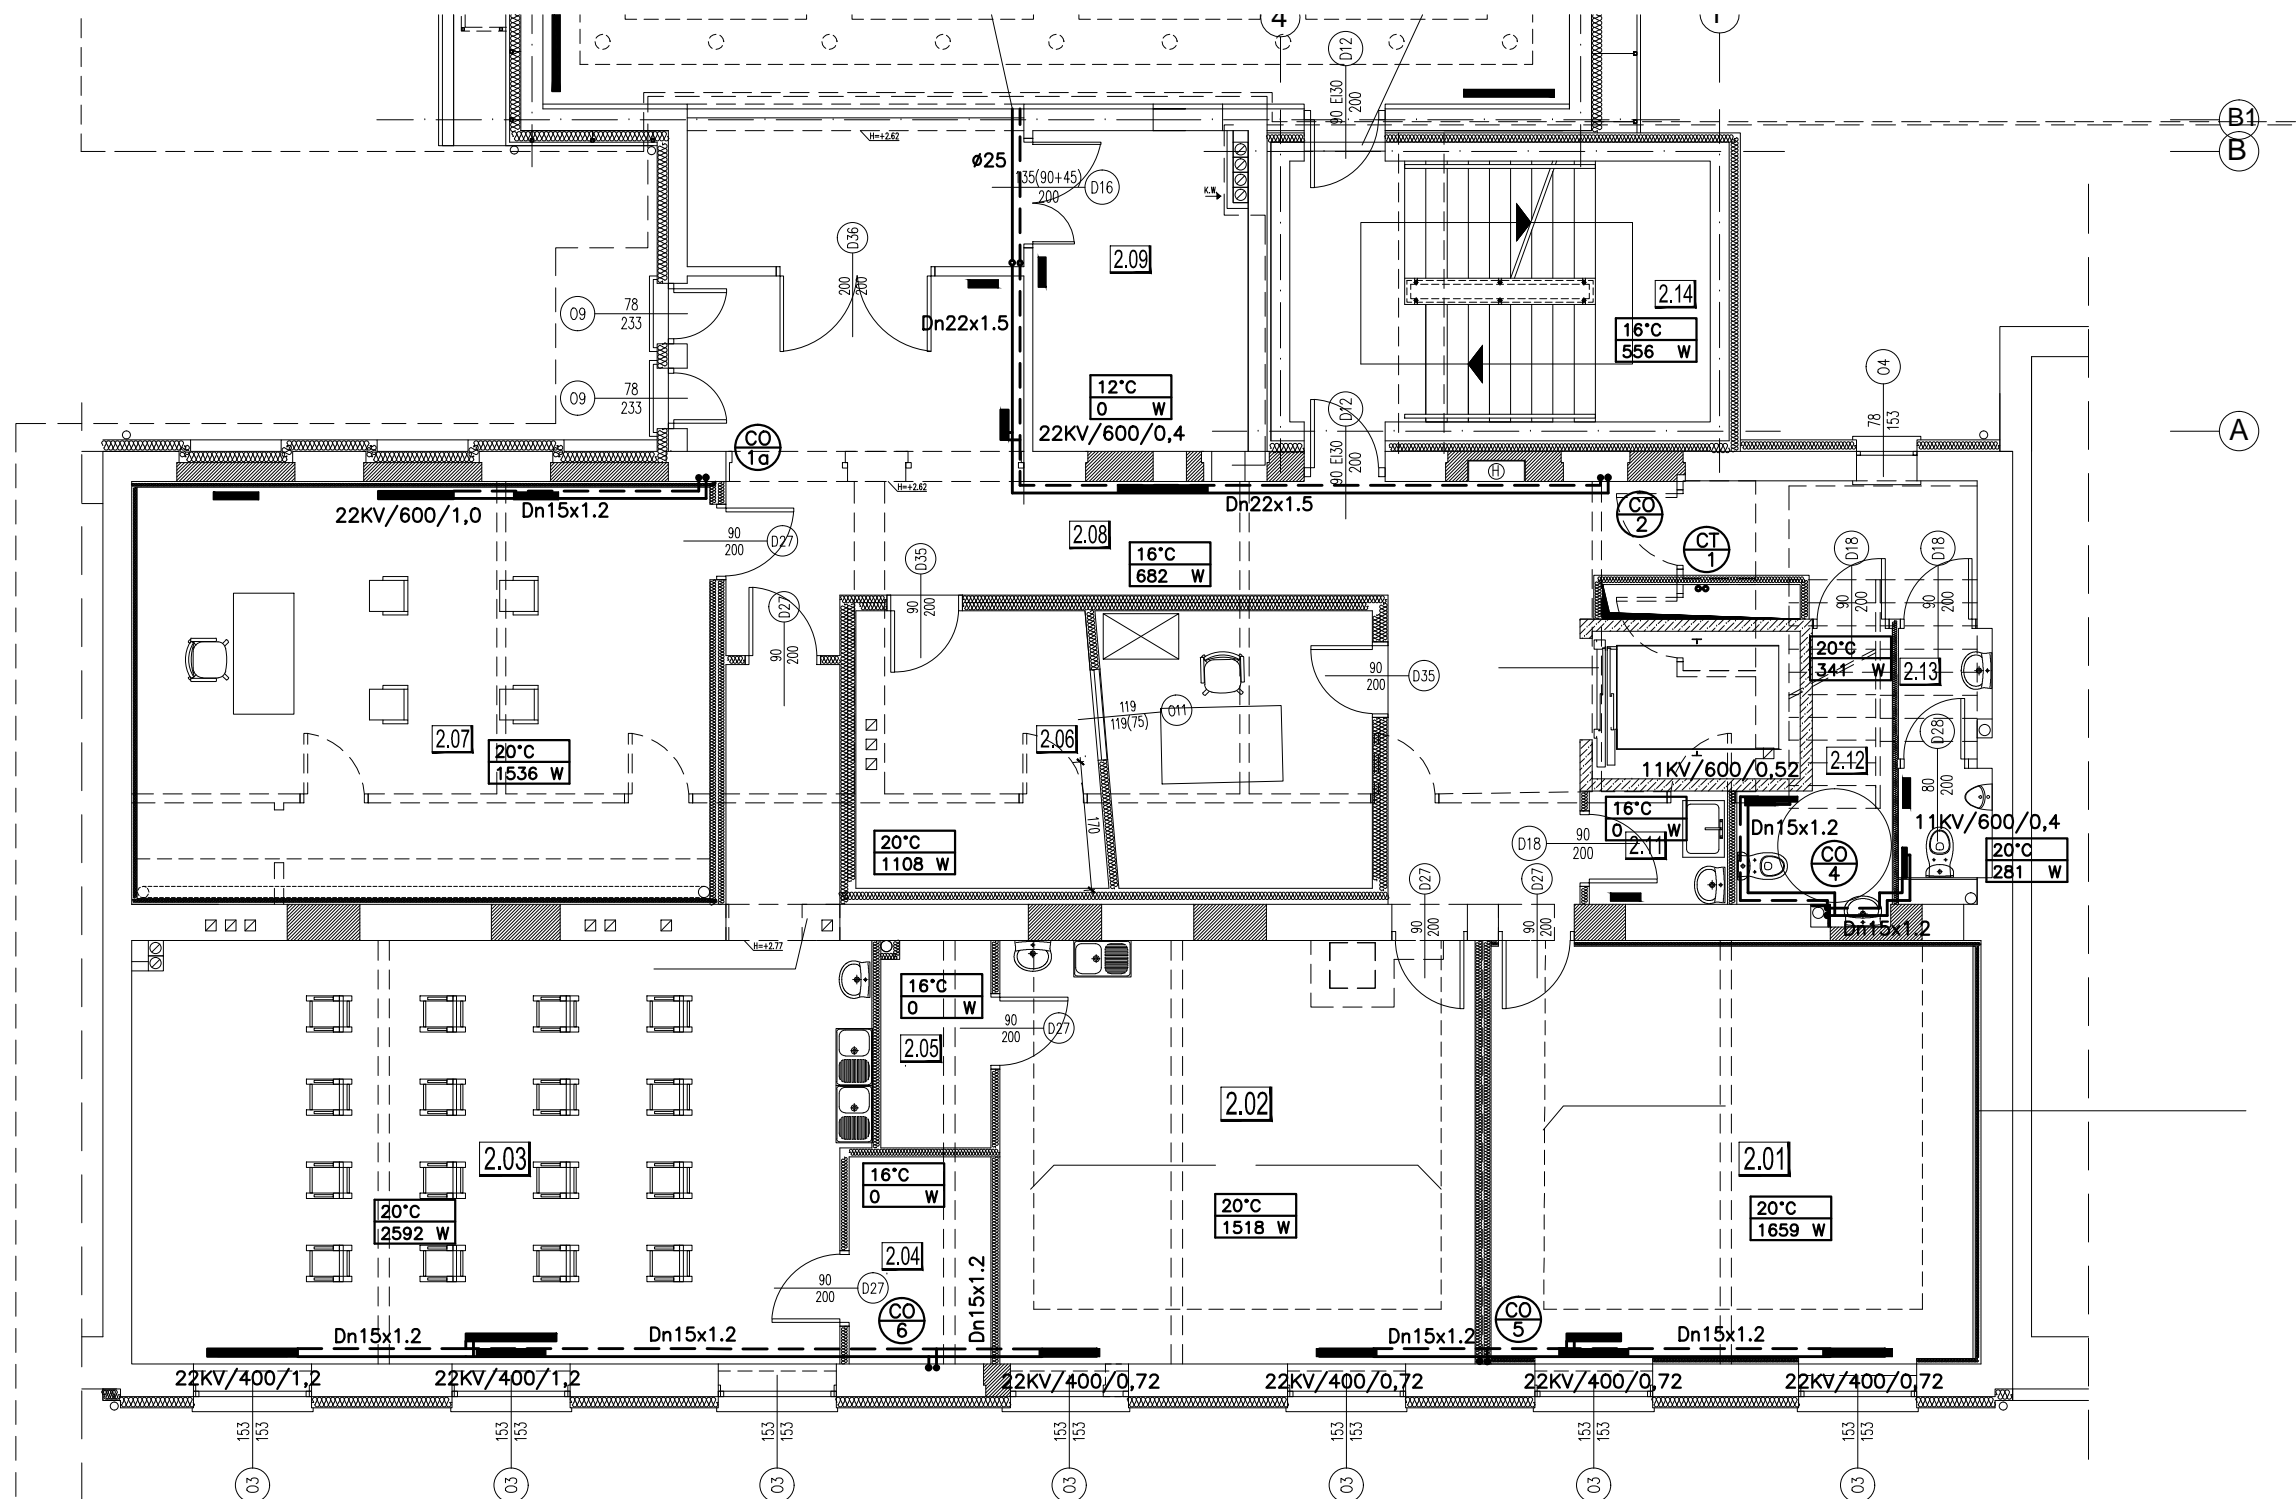 4
D12
90 EI30
200
B1
B
H=+2.62
ø25
135(90+45)
200
D16
K.W.
D36
200
200
2.09
2.14
16°C
556 W
O9
78
233
Dn22x1.5
O9
78
233
12°C
0 W
22KV/600/0,4
D12
90 EI30
200
O4
78
153
A
CO
1a
H
H=+2.62
22KV/600/1,0
Dn15x1.2
Dn22x1.5
CO
2
2.08
16°C
682 W
CT
1
90
200
D27
D35
90
200
D18
90
200
D18
90
200
D27
90
200
20°C
341 W
2.13
90
200
D35
119
119(75)
O11
2.07
20°C
1536 W
2.06
2.12
D28
80
200
11KV/600/0,52
16°C
0 W
2.11
Dn15x1.2
11KV/600/0,4
20°C
281 W
170
20°C
1108 W
D18
90
200
CO
4
D27
90
200
D27
90
200
Dn15x1.2
H=+2.77
16°C
0 W
2.05
90
200
D27
2.02
2.03
2.01
16°C
0 W
20°C
2592 W
20°C
1518 W
20°C
1659 W
2.04
90
200
D27
CO
6
Dn15x1.2
CO
5
Dn15x1.2
Dn15x1.2
Dn15x1.2
Dn15x1.2
22KV/400/1,2
22KV/400/1,2
22KV/400/0,72
22KV/400/0,72
22KV/400/0,72
22KV/400/0,72
153
153
153
153
153
153
153
153
153
153
153
153
153
153
O3
O3
O3
O3
O3
O3
O3